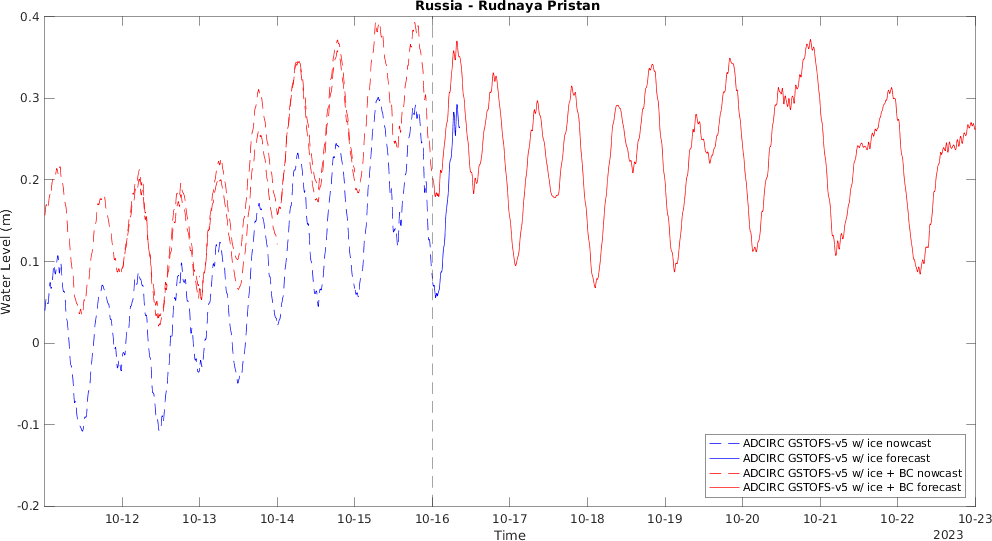 Russia - Rudnaya Pristan
Water Level (m)
0.4
0.3
0.2
0.1
0
-0.1
-0.2
ADCIRC GSTOFS-v5 w/ ice nowcast
ADCIRC GSTOFS-v5 w/ ice forecast
ADCIRC GSTOFS-v5 w/ ice + BC nowcast
ADCIRC GSTOFS-v5 w/ ice + BC forecast
10-12 10-13 10-14 10-15 10-16 10-17 10-18 10-19 10-20 10-21 10-22 10-23
Time
2023